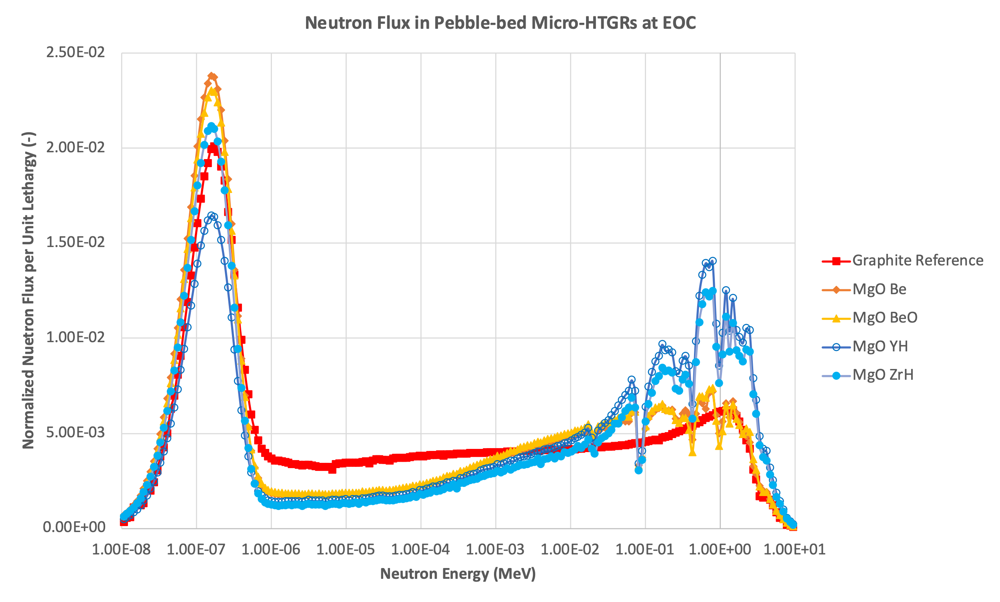 Neutron Flux in Pebble-bed Micro-HTGRs at EOC
Normalized Nuetron Flux per Unit Lethargy (-)
2.50E-02
2.00E-02
1.50E-02
1.00E-02
5.00E-03
0.00E+00
1.00E-08 1.00E-07 1.00E-06 1.00E-05 1.00E-04 1.00E-03 1.00E-02 1.00E-01 1.00E+00 1.00E+01
Neutron Energy (MeV)
Graphite Reference
MgO Be
MgO BeO
MgO YH
MgO ZrH